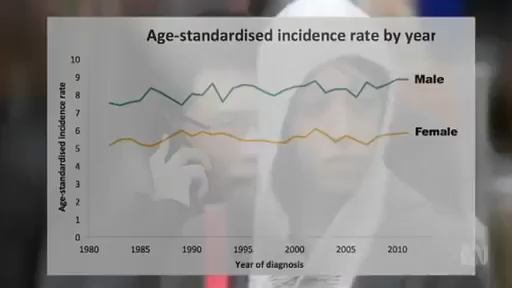 Age-standardised incidence rate by year
10
9
8
7
6
5
4
3
2
1
0
Age-standardised incidence rate
Male
Female
1980 1985 1990 1995 2000 2005 2010
Year of diagnosis